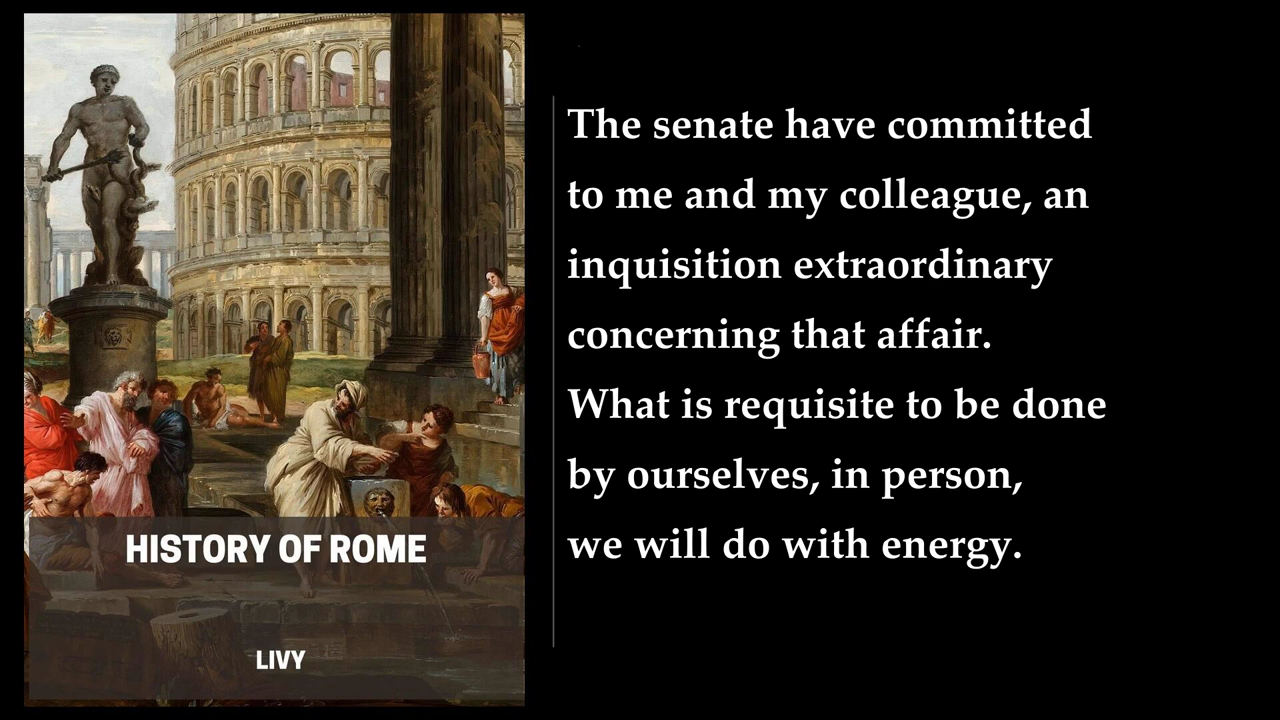 HISTORY OF ROME
LIVY
The senate have committed
to me and my colleague, an
inquisition extraordinary
concerning that affair.
What is requisite to be done
by ourselves, in person,
we will do with energy.